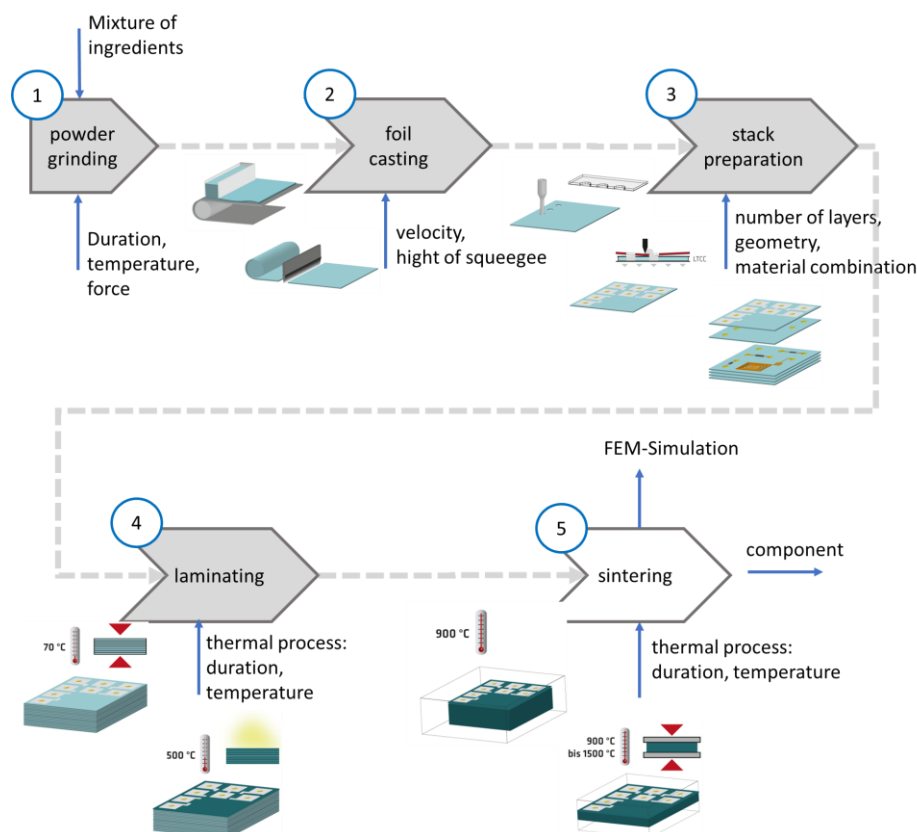 Mixture of
ingredients
1
powder
grinding
Duration,
temperature,
force
2
foil
casting
velocity,
hight of squeegee
3
stack
preparation
number of layers,
geometry,
material combination
LTCC
4
laminating
70 °C
thermal process:
duration,
temperature
500 °C
FEM-Simulation
5
sintering
component
900 °C
thermal process:
duration, temperature
900 °C
bis 1500 °C